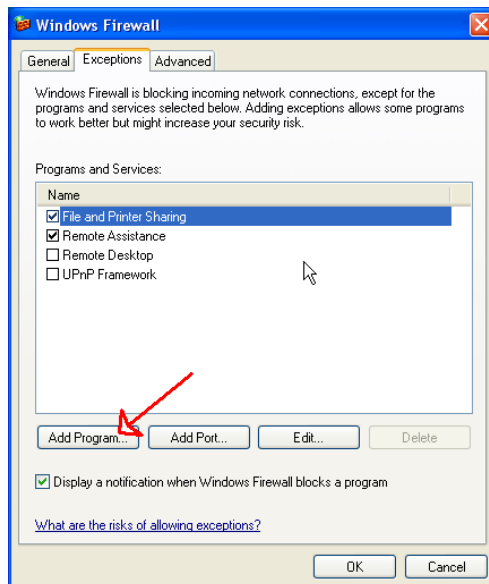 Windows Firewall
General Exceptions Advanced
Windows Firewall is blocking incoming network connections, except for the
programs and services selected below. Adding exceptions allows some programs
to work better but might increase your security risk.
Programs and Services:
Name
File and Printer Sharing
Remote Assistance
Remote Desktop
UPnP Framework
Add Program... Add Port... Edit... Delete
Display a notification when Windows Firewall blocks a program
What are the risks of allowing exceptions?
OK Cancel